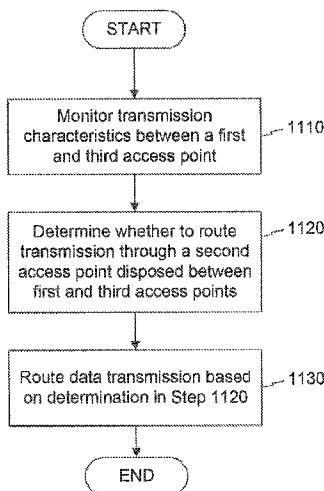 START
Monitor transmission
characteristics between a first
and third access point
1110
Determine whether to route
transmission through a second
access point disposed between
first and third access points
1120
Route data transmission based
on determination in Step 1120
1130
END